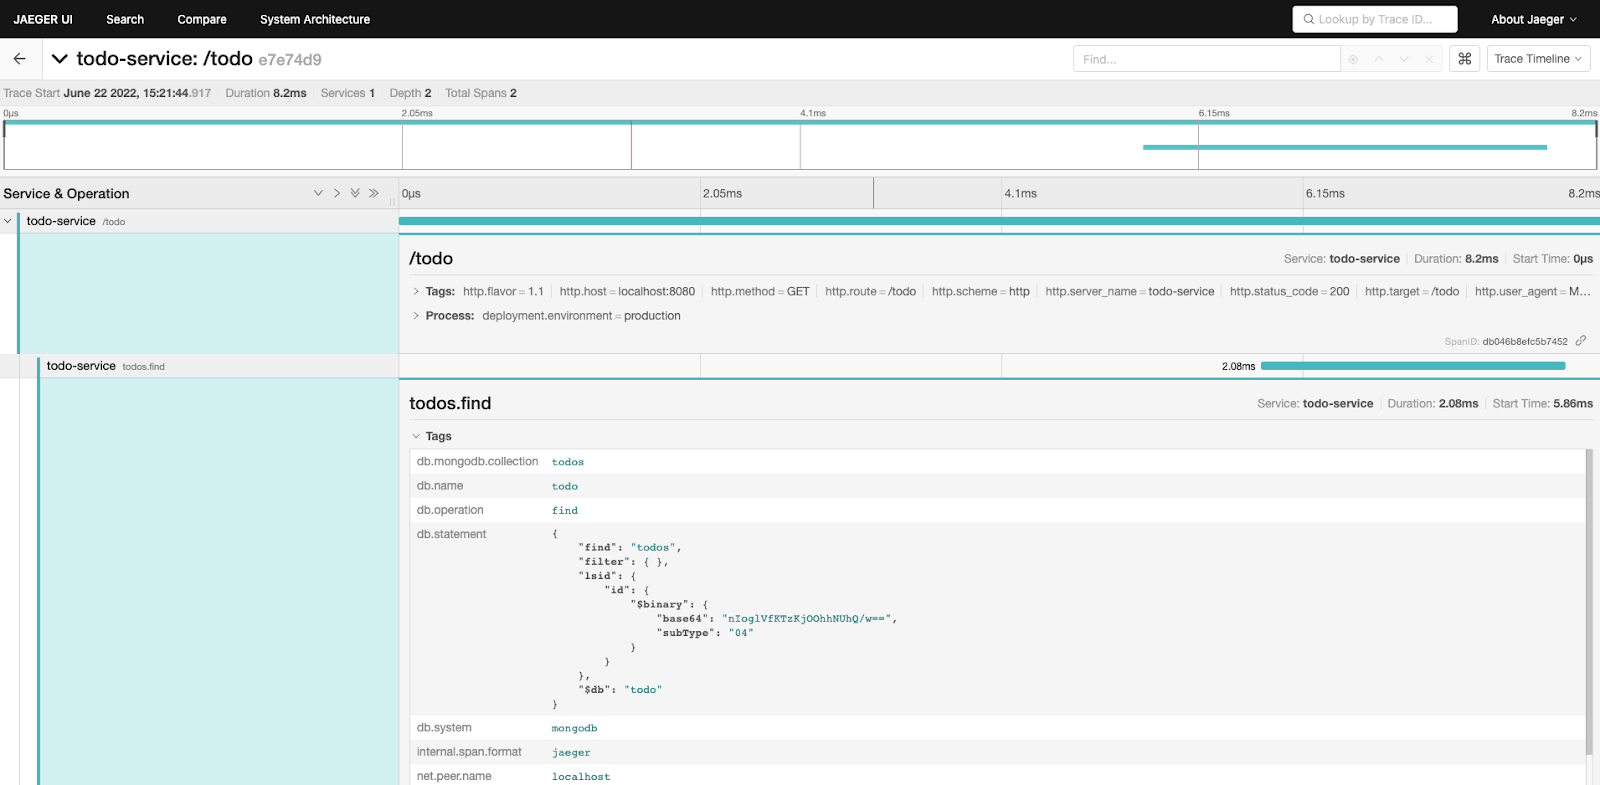 JAEGER UI Search Compare System Architecture Lookup by Trace ID... About Jaeger
todo-service: /todo e7e74d9 Find... ⌘ Trace Timeline
Trace Start June 22 2022, 15:21:44.917 Duration 8.2ms Services 1 Depth 2 Total Spans 2
0μs 2.05ms 4.1ms 6.15ms 8.2ms
Service & Operation 0μs 2.05ms 4.1ms 6.15ms 8.2ms
todo-service /todo
/todo Service: todo-service Duration: 8.2ms Start Time: 0μs
Tags: http.flavor = 1.1 http.host = localhost:8080 http.method = GET http.route = /todo http.scheme = http http.server_name = todo-service http.status_code = 200 http.target = /todo http.user_agent = M...
Process: deployment.environment = production
SpanID: db046b8efc5b7452
todo-service todos.find 2.08ms
todos.find Service: todo-service Duration: 2.08ms Start Time: 5.86ms
Tags
db.mongodb.collection todos
db.name todo
db.operation find
db.statement {
"find": "todos",
"filter": { },
"lsid": {
"id": {
"$binary": {
"base64": "nIoglVfKTzKjOOhhNUhQ/w==",
"subType": "04"
}
}
},
"$db": "todo"
}
db.system mongodb
internal.span.format jaeger
net.peer.name localhost